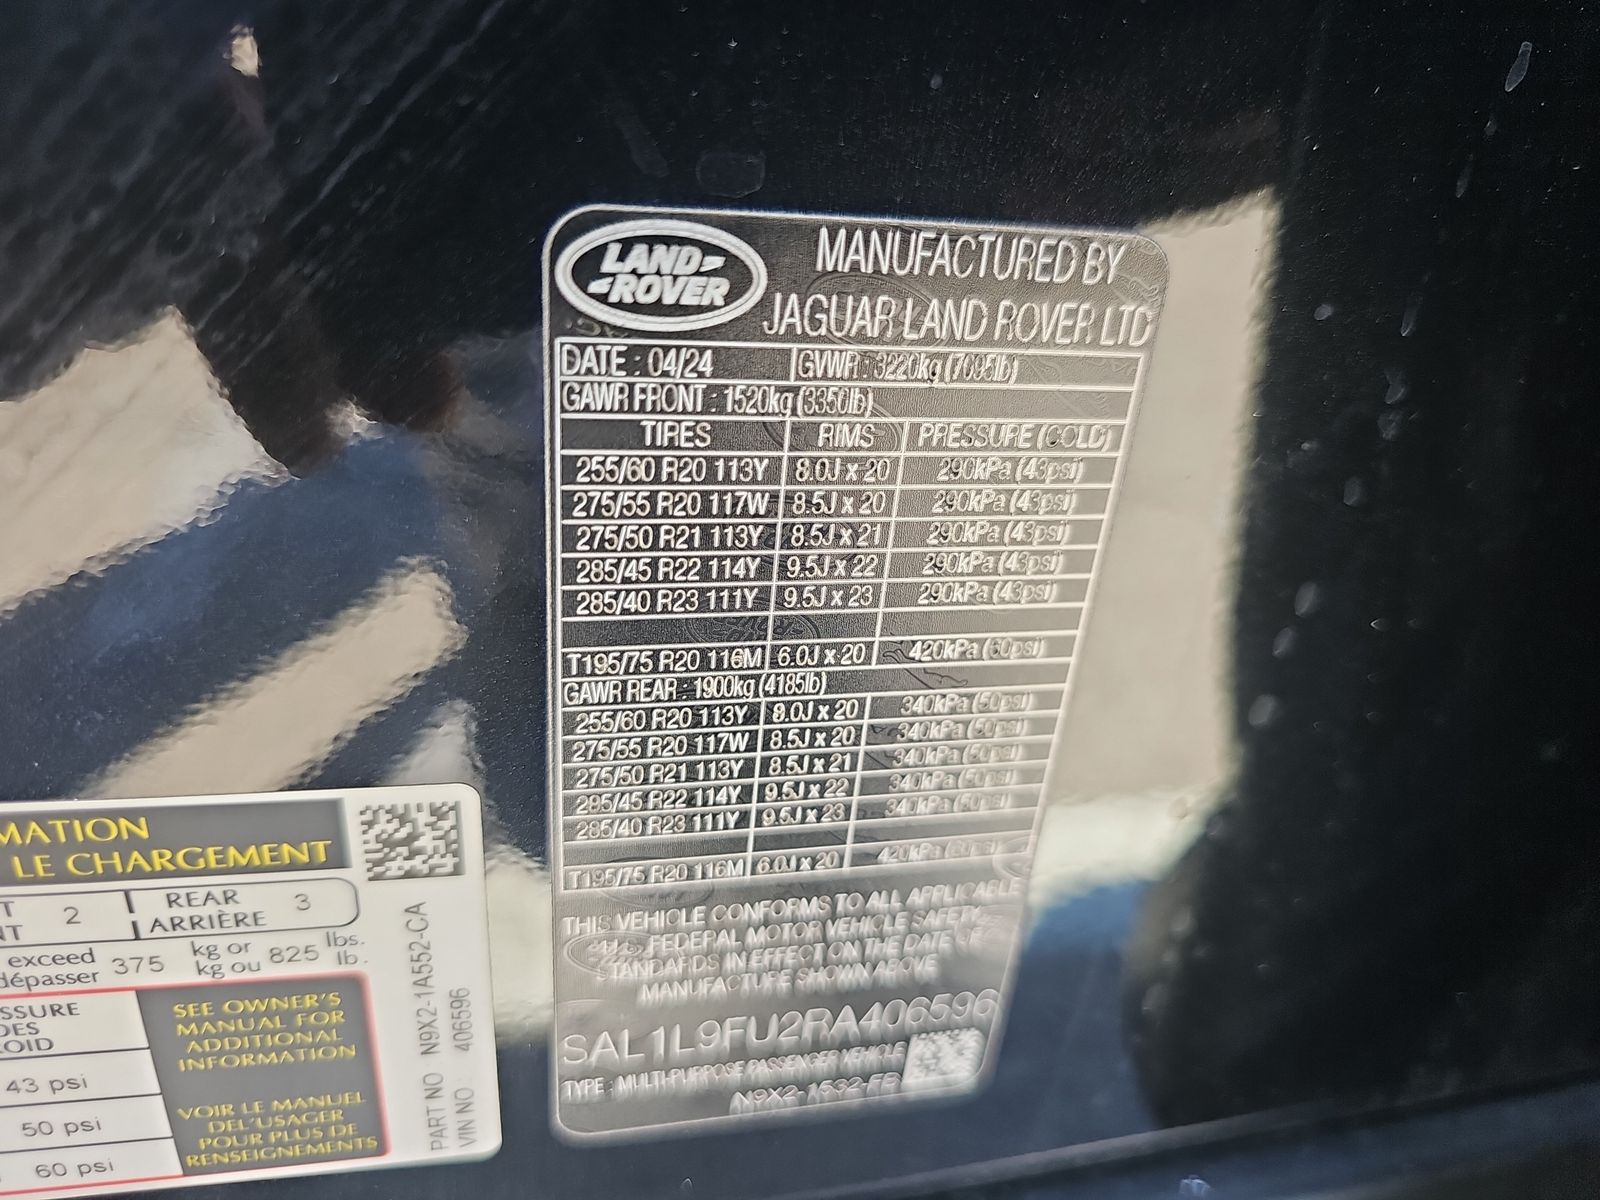 LAND
ROVER
MANUFACTURED BY
JAGUAR LAND ROVER LTD
DATE : 04/24 GVWR : 3220kg (7095lb)
GAWR FRONT : 1520kg (3350lb)
TIRES RIMS PRESSURE (COLD)
255/60 R20 113Y 8.0J x 20 290kPa (43psi)
275/55 R20 117W 8.5J x 20 290kPa (43psi)
275/50 R21 113Y 8.5J x 21 290kPa (43psi)
285/45 R22 114Y 9.5J x 22 290kPa (43psi)
285/40 R23 111Y 9.5J x 23 290kPa (43psi)
T195/75 R20 116M 6.0J x 20 420kPa (60psi)
GAWR REAR : 1900kg (4185lb)
255/60 R20 113Y 8.0J x 20 340kPa (50psi)
275/55 R20 117W 8.5J x 20 340kPa (50psi)
275/50 R21 113Y 8.5J x 21 340kPa (50psi)
285/45 R22 114Y 9.5J x 22 340kPa (50psi)
285/40 R23 111Y 9.5J x 23 340kPa (50psi)
T195/75 R20 116M 6.0J x 20 420kPa (60psi)
THIS VEHICLE CONFORMS TO ALL APPLICABLE
U.S. FEDERAL MOTOR VEHICLE SAFETY
STANDARDS IN EFFECT ON THE DATE OF
MANUFACTURE SHOWN ABOVE
SAL1L9FU2RA406596
TYPE : MULTI-PURPOSE PASSENGER VEHICLE
N9X2-1532-FB
MATION
LE CHARGEMENT
T 2 REAR 3
NT ARRIÈRE
exceed 375 kg or 825 lbs.
dépasser kg ou lb.
SSURE
DES
OID
43 psi
50 psi
60 psi
SEE OWNER'S
MANUAL FOR
ADDITIONAL
INFORMATION
VOIR LE MANUEL
DEL'USAGER
POUR PLUS DE
RENSEIGNEMENTS
PART NO N9X2-1A552-CA
VIN NO: 406596